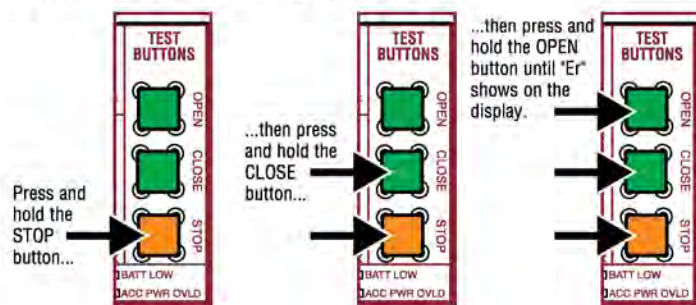 TEST
BUTTONS
OPEN
CLOSE
STOP
Press and
hold the
STOP
button...
BATT LOW
ACC PWR OVLD
TEST
BUTTONS
OPEN
CLOSE
STOP
...then press
and hold the
CLOSE
button...
BATT LOW
ACC PWR OVLD
...then press and
hold the OPEN
button until "Er"
shows on the
display.
TEST
BUTTONS
OPEN
CLOSE
STOP
BATT LOW
ACC PWR OVLD